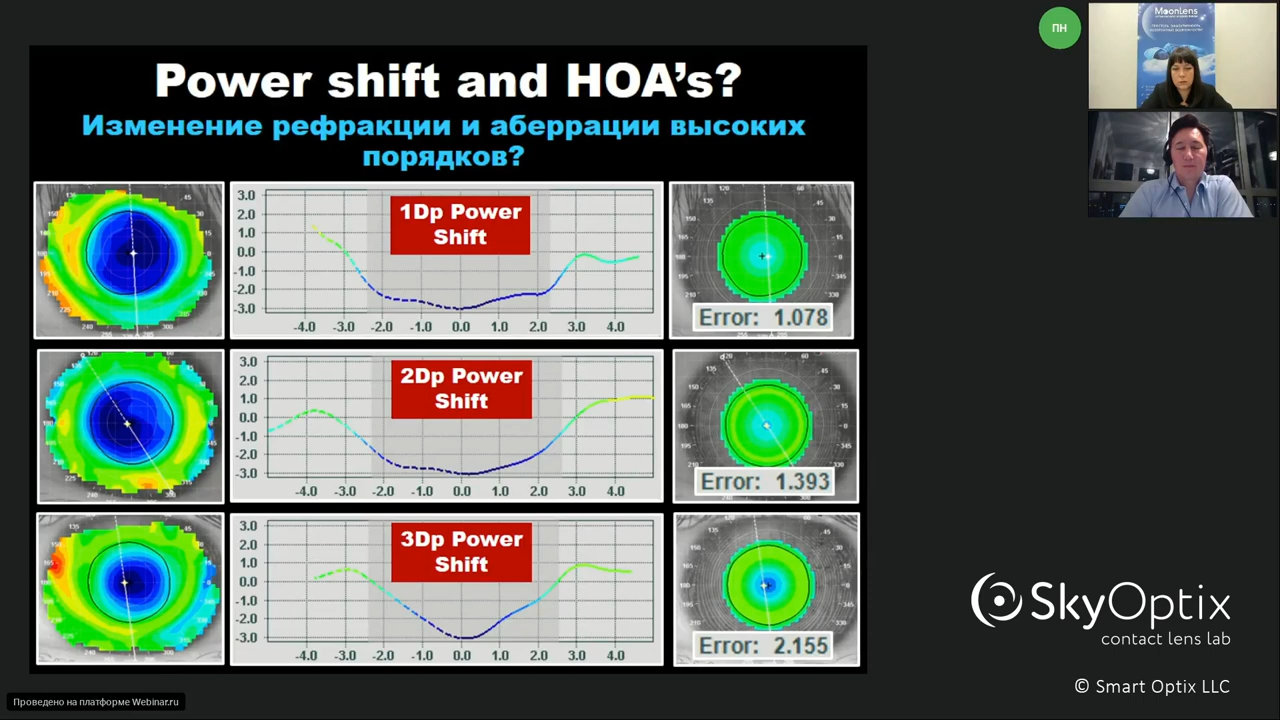 Power shift and HOA's?
Изменение рефракции и аберрации высоких
порядков?
3.0
2.0
1.0
0.0
-1.0
-2.0
-3.0
-4.0 -3.0 -2.0 -1.0 0.0 1.0 2.0 3.0 4.0
1Dp Power
Shift
Error: 1.078
3.0
2.0
1.0
0.0
-1.0
-2.0
-3.0
-4.0 -3.0 -2.0 -1.0 0.0 1.0 2.0 3.0 4.0
2Dp Power
Shift
Error: 1.393
3.0
2.0
1.0
0.0
-1.0
-2.0
-3.0
-4.0 -3.0 -2.0 -1.0 0.0 1.0 2.0 3.0 4.0
3Dp Power
Shift
Error: 2.155
ПН
MoonLens
SkyOptix
contact lens lab
© Smart Optix LLC
Проведено на платформе Webinar.ru